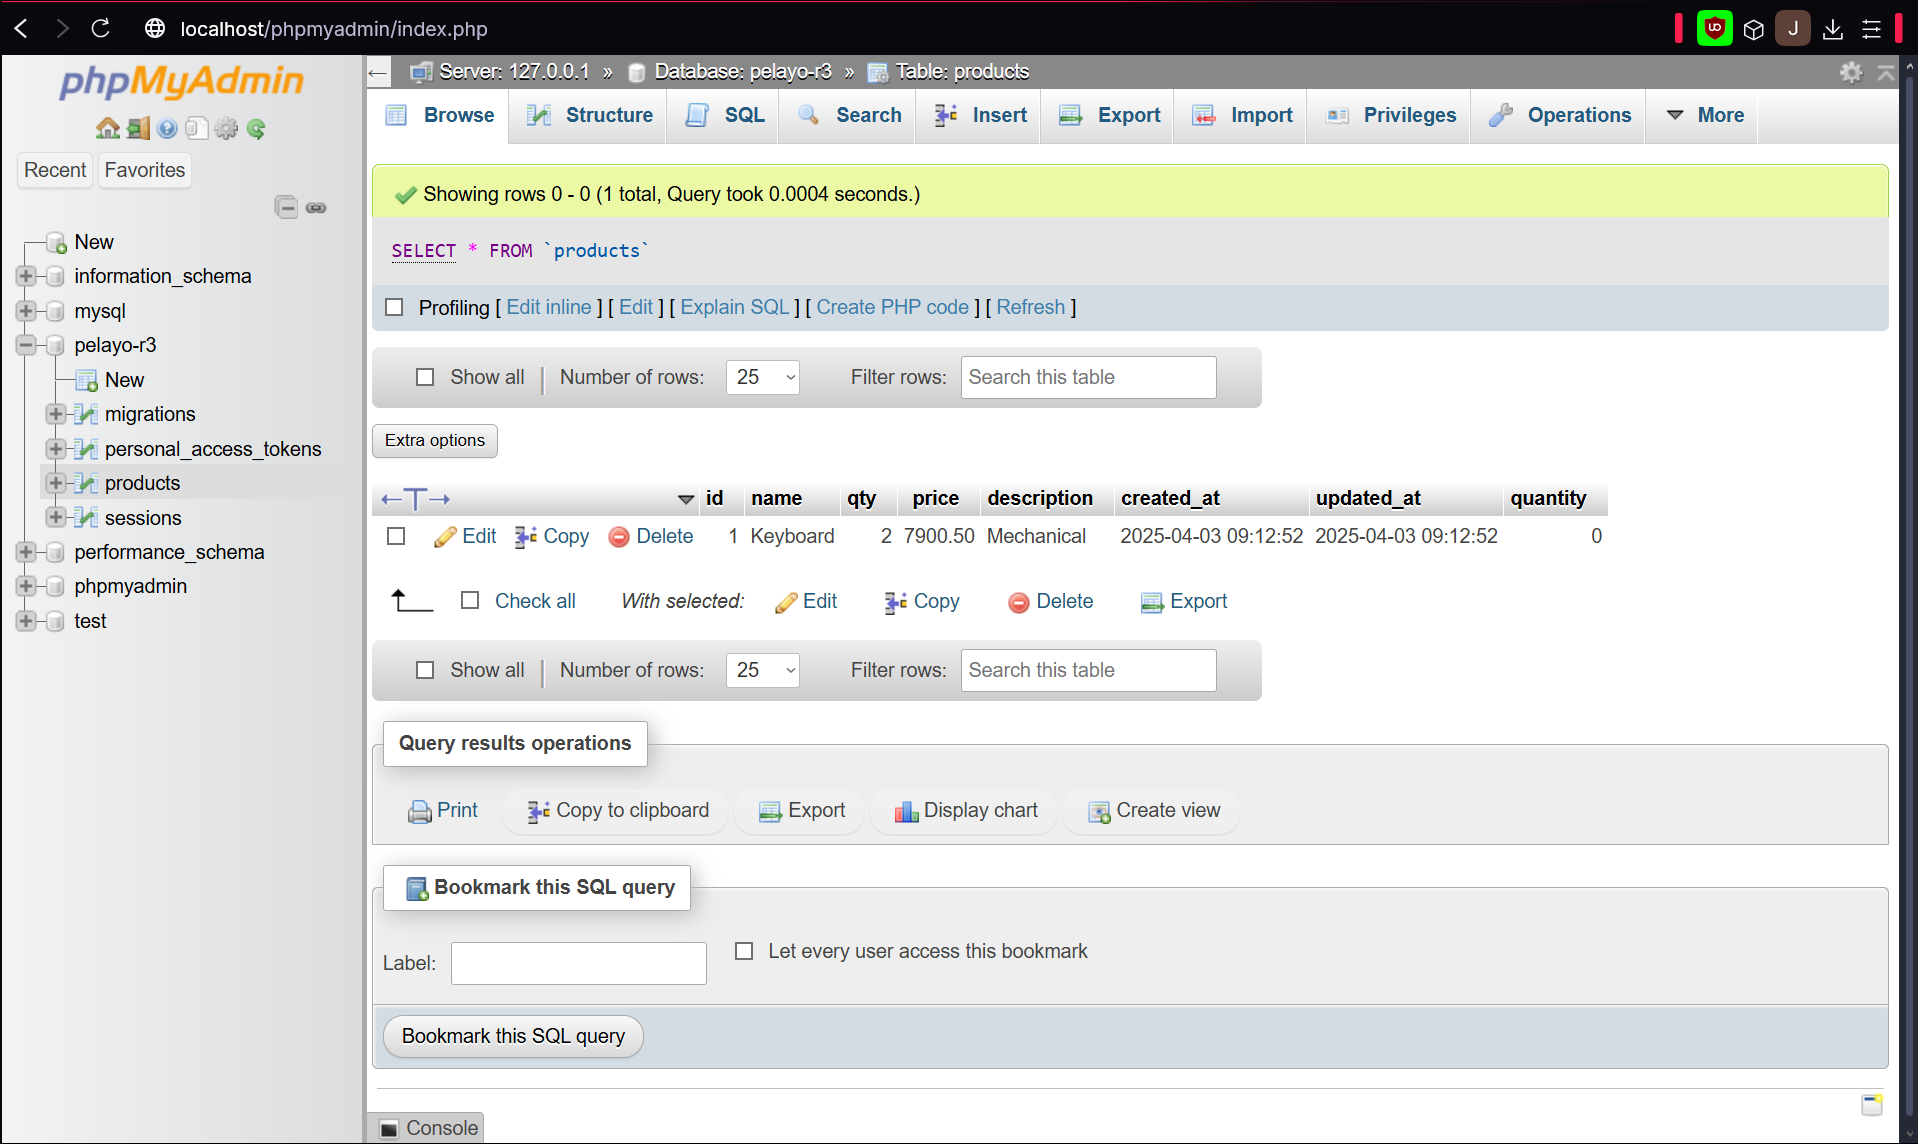 localhost/phpmyadmin/index.php
J
phpMyAdmin
Recent
Favorites
New
information_schema
mysql
pelayo-r3
New
migrations
personal_access_tokens
products
sessions
performance_schema
phpmyadmin
test
Server: 127.0.0.1 » Database: pelayo-r3 » Table: products
Browse Structure SQL Search Insert Export Import Privileges Operations More
Showing rows 0 - 0 (1 total, Query took 0.0004 seconds.)
SELECT * FROM `products`
Profiling [ Edit inline ] [ Edit ] [ Explain SQL ] [ Create PHP code ] [ Refresh ]
Show all Number of rows: 25 Filter rows: Search this table
Extra options
id name qty price description created_at updated_at quantity
Edit Copy Delete 1 Keyboard 2 7900.50 Mechanical 2025-04-03 09:12:52 2025-04-03 09:12:52 0
Check all With selected: Edit Copy Delete Export
Show all Number of rows: 25 Filter rows: Search this table
Query results operations
Print Copy to clipboard Export Display chart Create view
Bookmark this SQL query
Label: Let every user access this bookmark
Bookmark this SQL query
Console